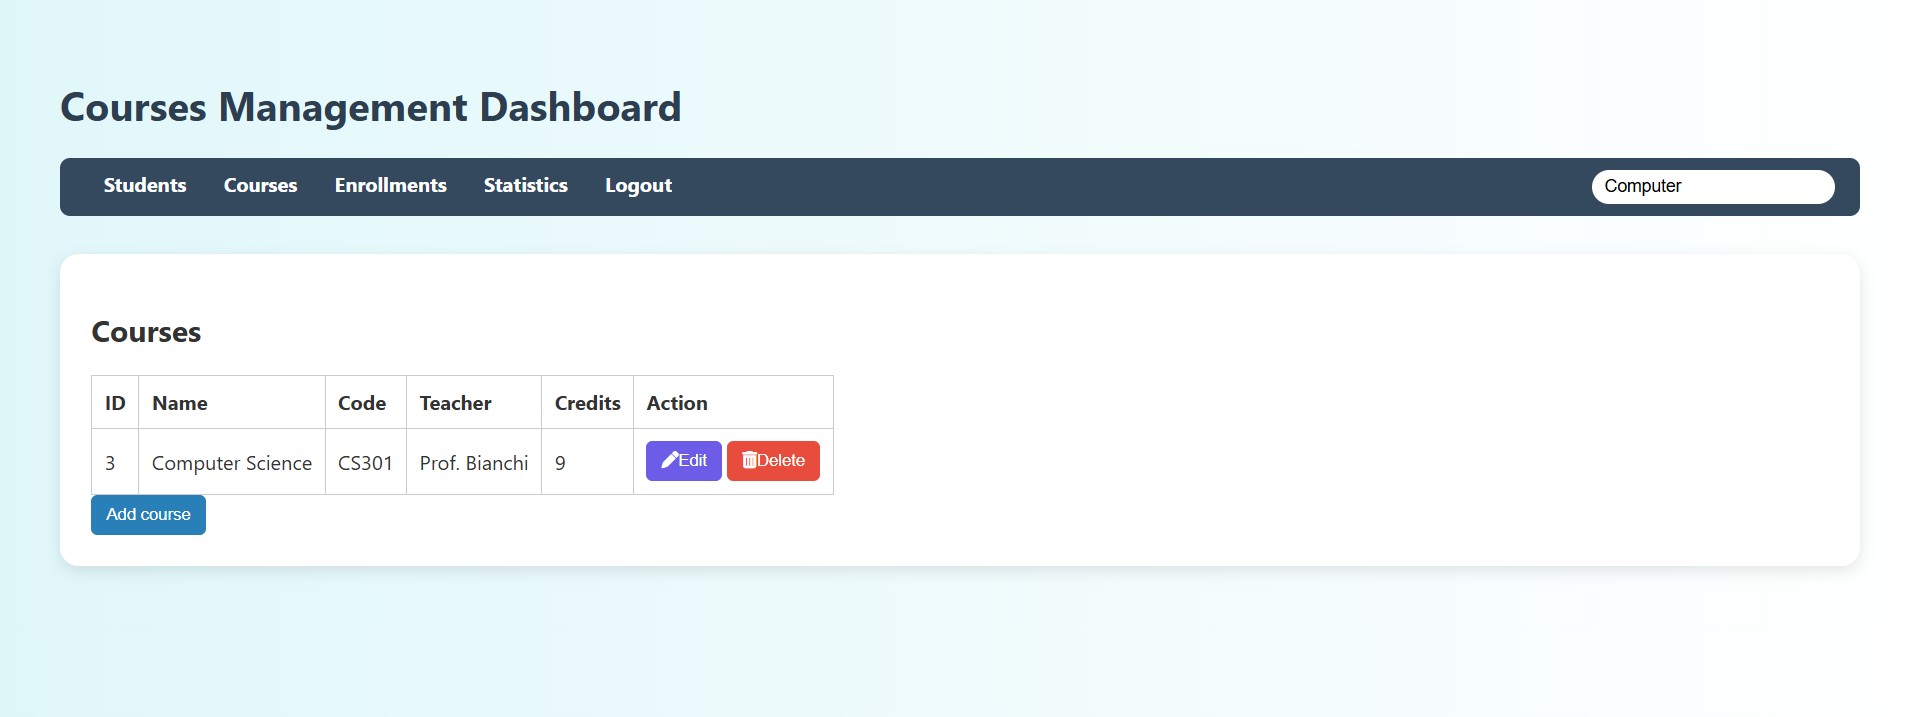 Courses Management Dashboard
Students Courses Enrollments Statistics Logout Computer
Courses
ID Name Code Teacher Credits Action
3 Computer Science CS301 Prof. Bianchi 9 Edit Delete
Add course